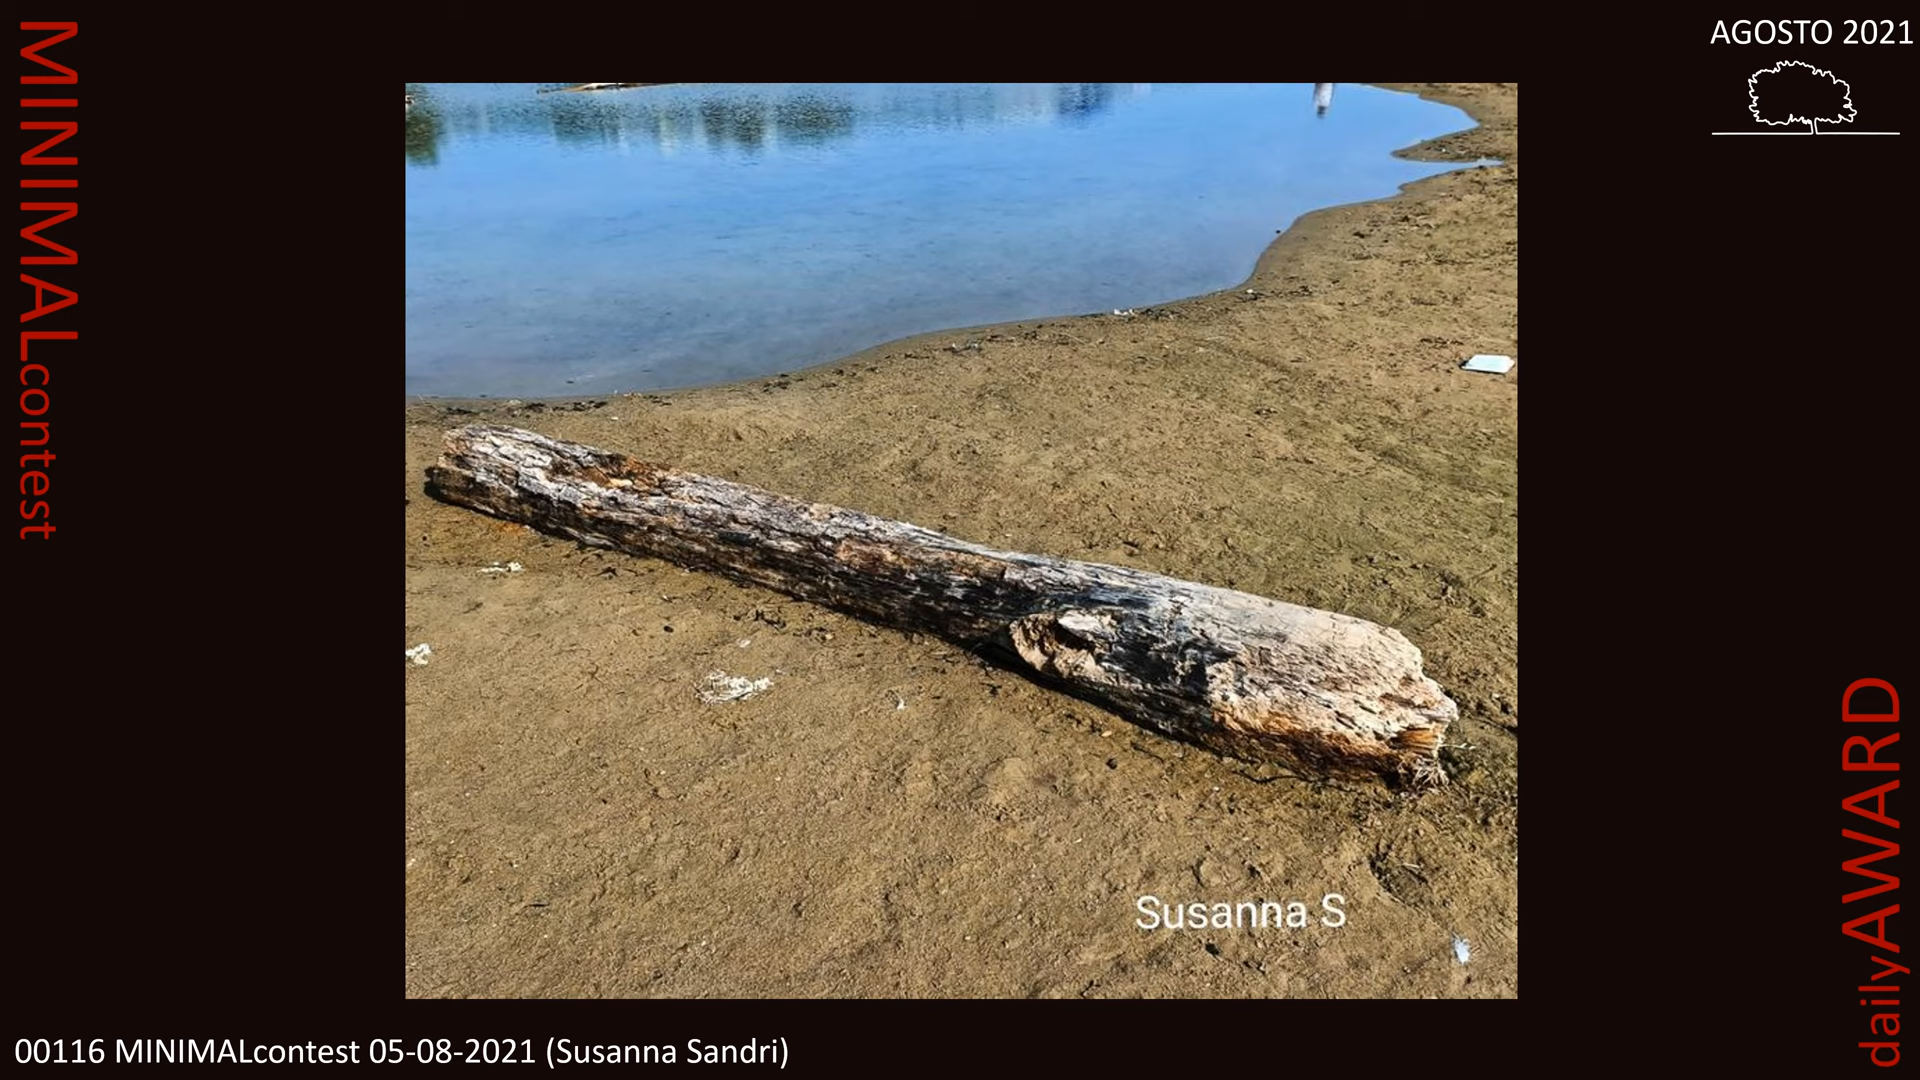 MINIMALcontest
AGOSTO 2021
Susanna S
dailyAWARD
00116 MINIMALcontest 05-08-2021 (Susanna Sandri)